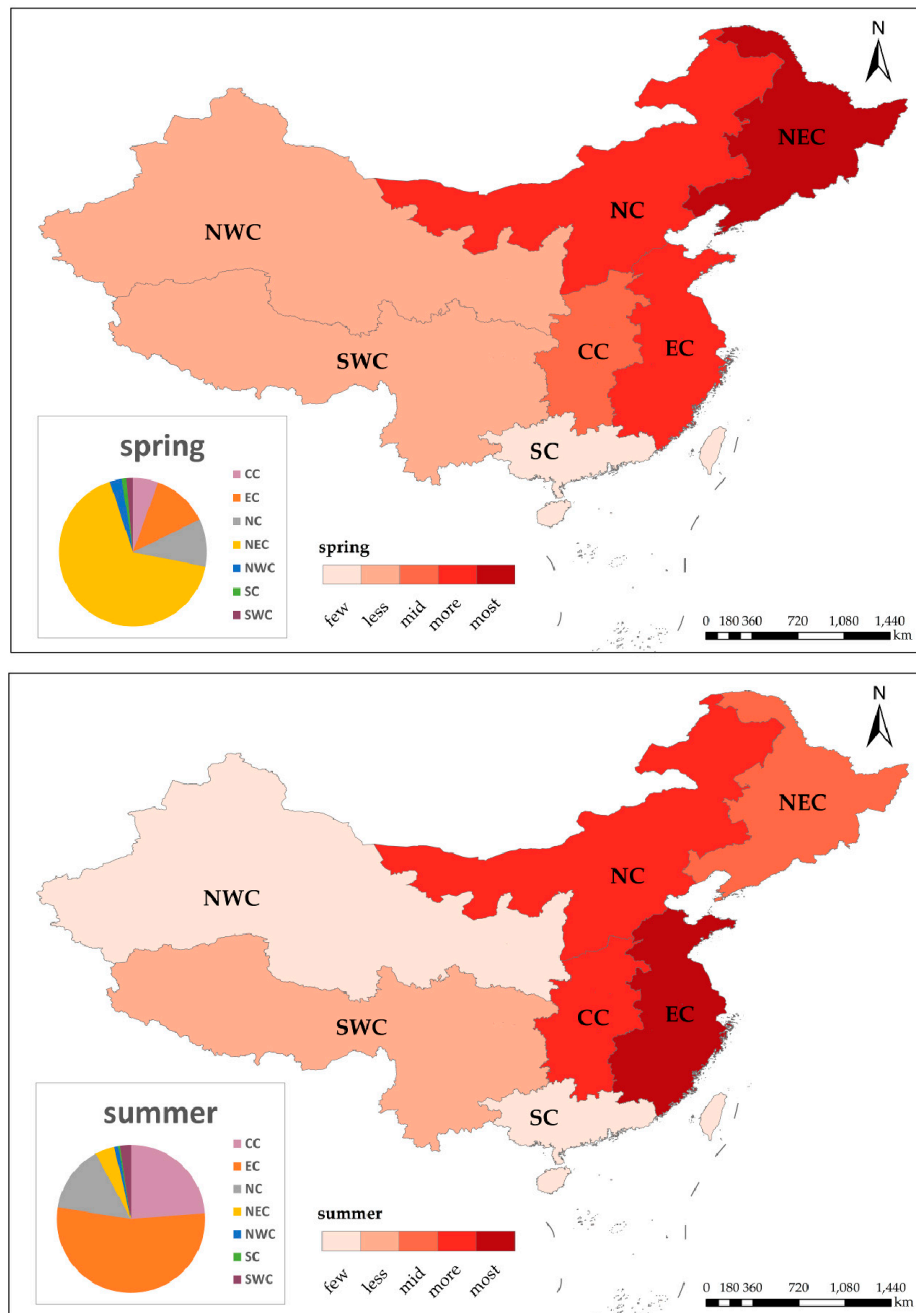 N
NEC
NC
NWC
CC
EC
SWC
SC
spring
CC
EC
NC
NEC
NWC
SC
SWC
spring
few less mid more most
0 180 360 720 1,080 1,440
km
N
NEC
NC
NWC
CC
EC
SWC
SC
summer
CC
EC
NC
NEC
NWC
SC
SWC
summer
few less mid more most
0 180 360 720 1,080 1,440
km